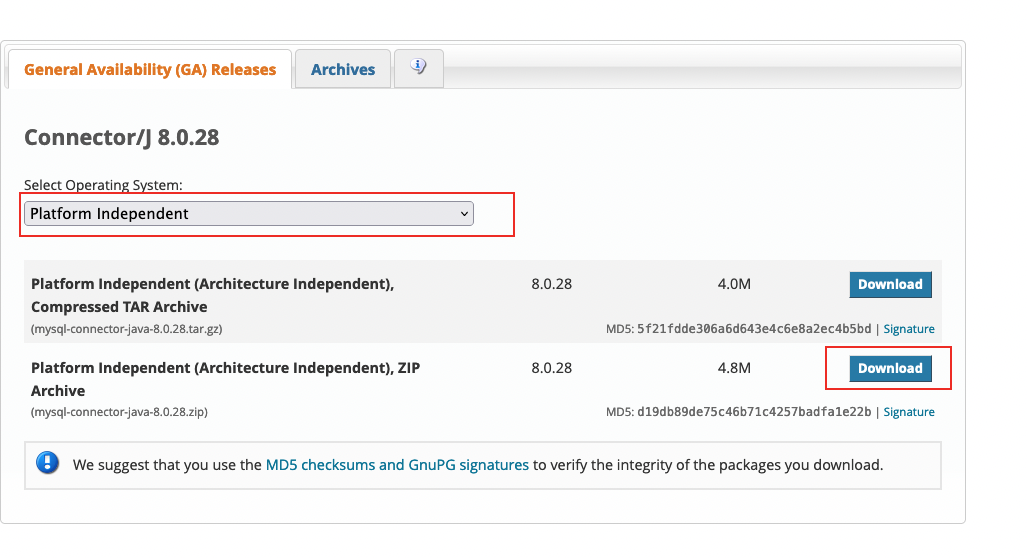 General Availability (GA) Releases
Archives
Connector/J 8.0.28
Select Operating System:
Platform Independent
Platform Independent (Architecture Independent), 8.0.28 4.0M Download
Compressed TAR Archive
(mysql-connector-java-8.0.28.tar.gz) MD5: 5f21fdde306a6d643e4c6e8a2ec4b5bd | Signature
Platform Independent (Architecture Independent), ZIP 8.0.28 4.8M Download
Archive
(mysql-connector-java-8.0.28.zip) MD5: d19db89de75c46b71c4257badfa1e22b | Signature
We suggest that you use the MD5 checksums and GnuPG signatures to verify the integrity of the packages you download.